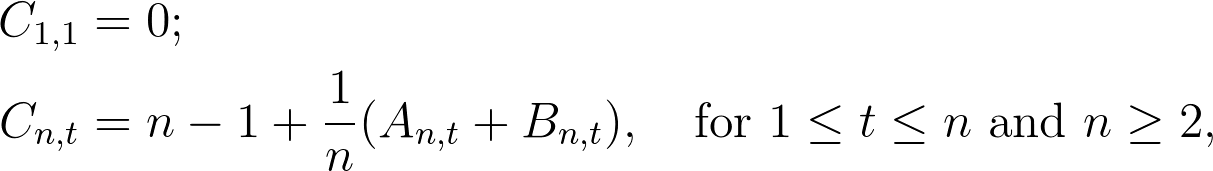 C_{1,1} = 0;
C_{n,t} = n - 1 + \frac{1}{n}(A_{n,t} + B_{n,t}), for 1 ≤ t ≤ n and n ≥ 2,